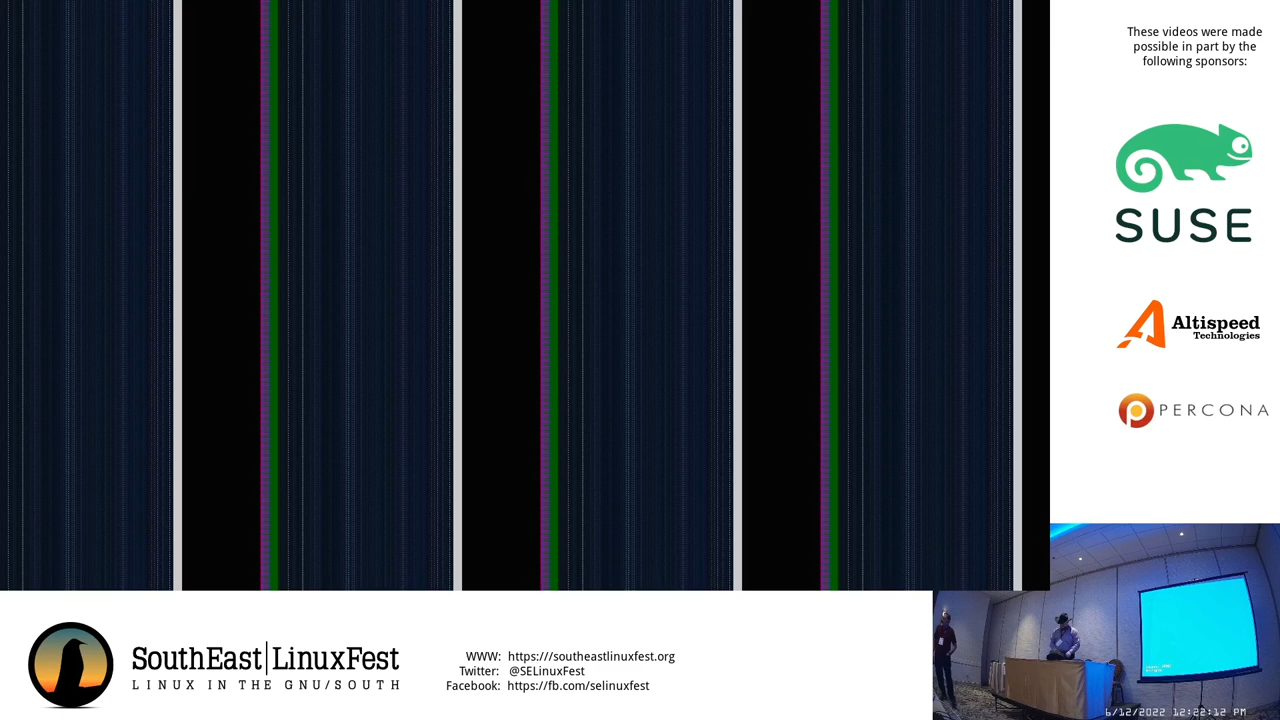 These videos were made
possible in part by the
following sponsors:
SUSE
Altispeed
Technologies
PERCONA
SouthEast|LinuxFest
LINUX IN THE GNU/SOUTH
WWW: https:///southeastlinuxfest.org
Twitter: @SELinuxFest
Facebook: https://fb.com/selinuxfest
6/12/2022 12:22:12 PM